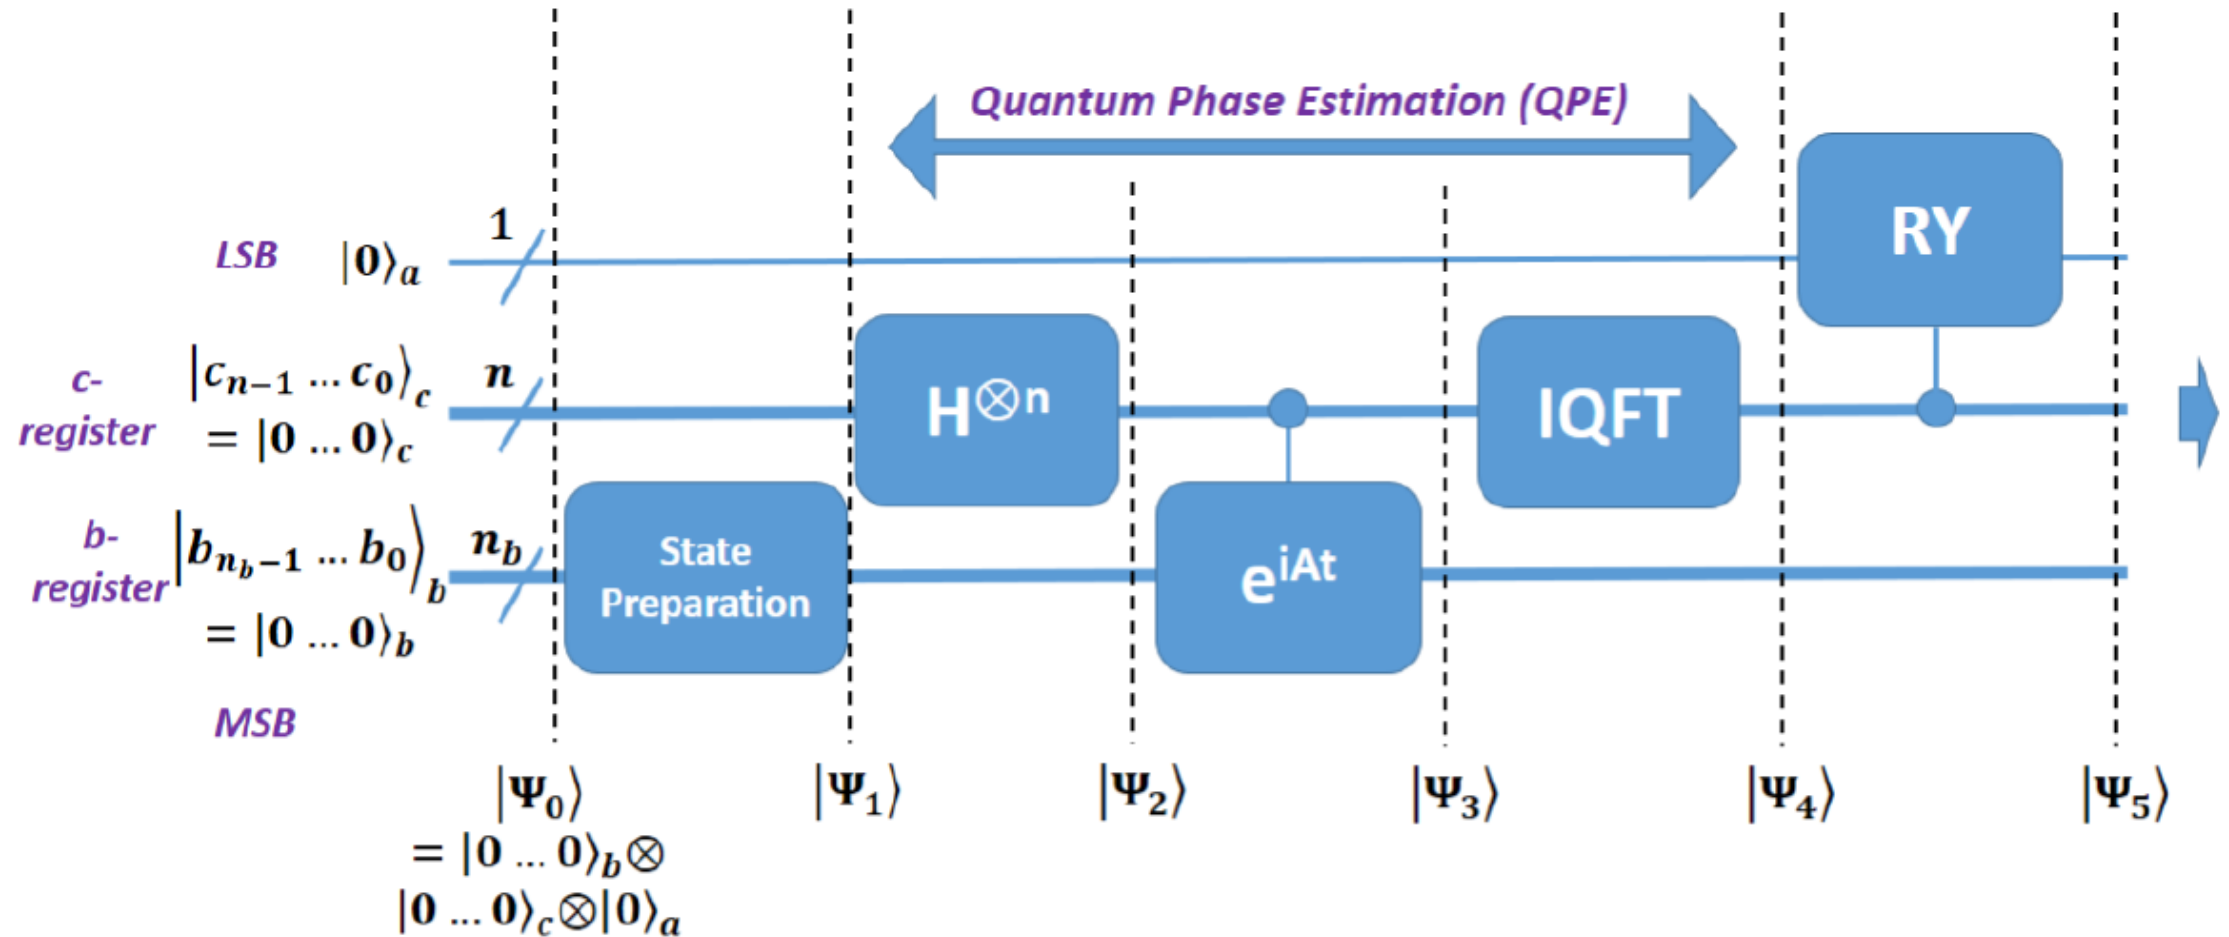 Quantum Phase Estimation (QPE)
RY
1
LSB |0⟩a
c-register
|cn−1 ... c0⟩c
= |0 ... 0⟩c
n
H⊗n
IQFT
b-register
|bnb−1 ... b0⟩b
= |0 ... 0⟩b
nb
State
Preparation
eiAt
MSB
|Ψ0⟩ |Ψ1⟩ |Ψ2⟩ |Ψ3⟩ |Ψ4⟩ |Ψ5⟩
= |0 ... 0⟩b⊗
|0 ... 0⟩c⊗|0⟩a